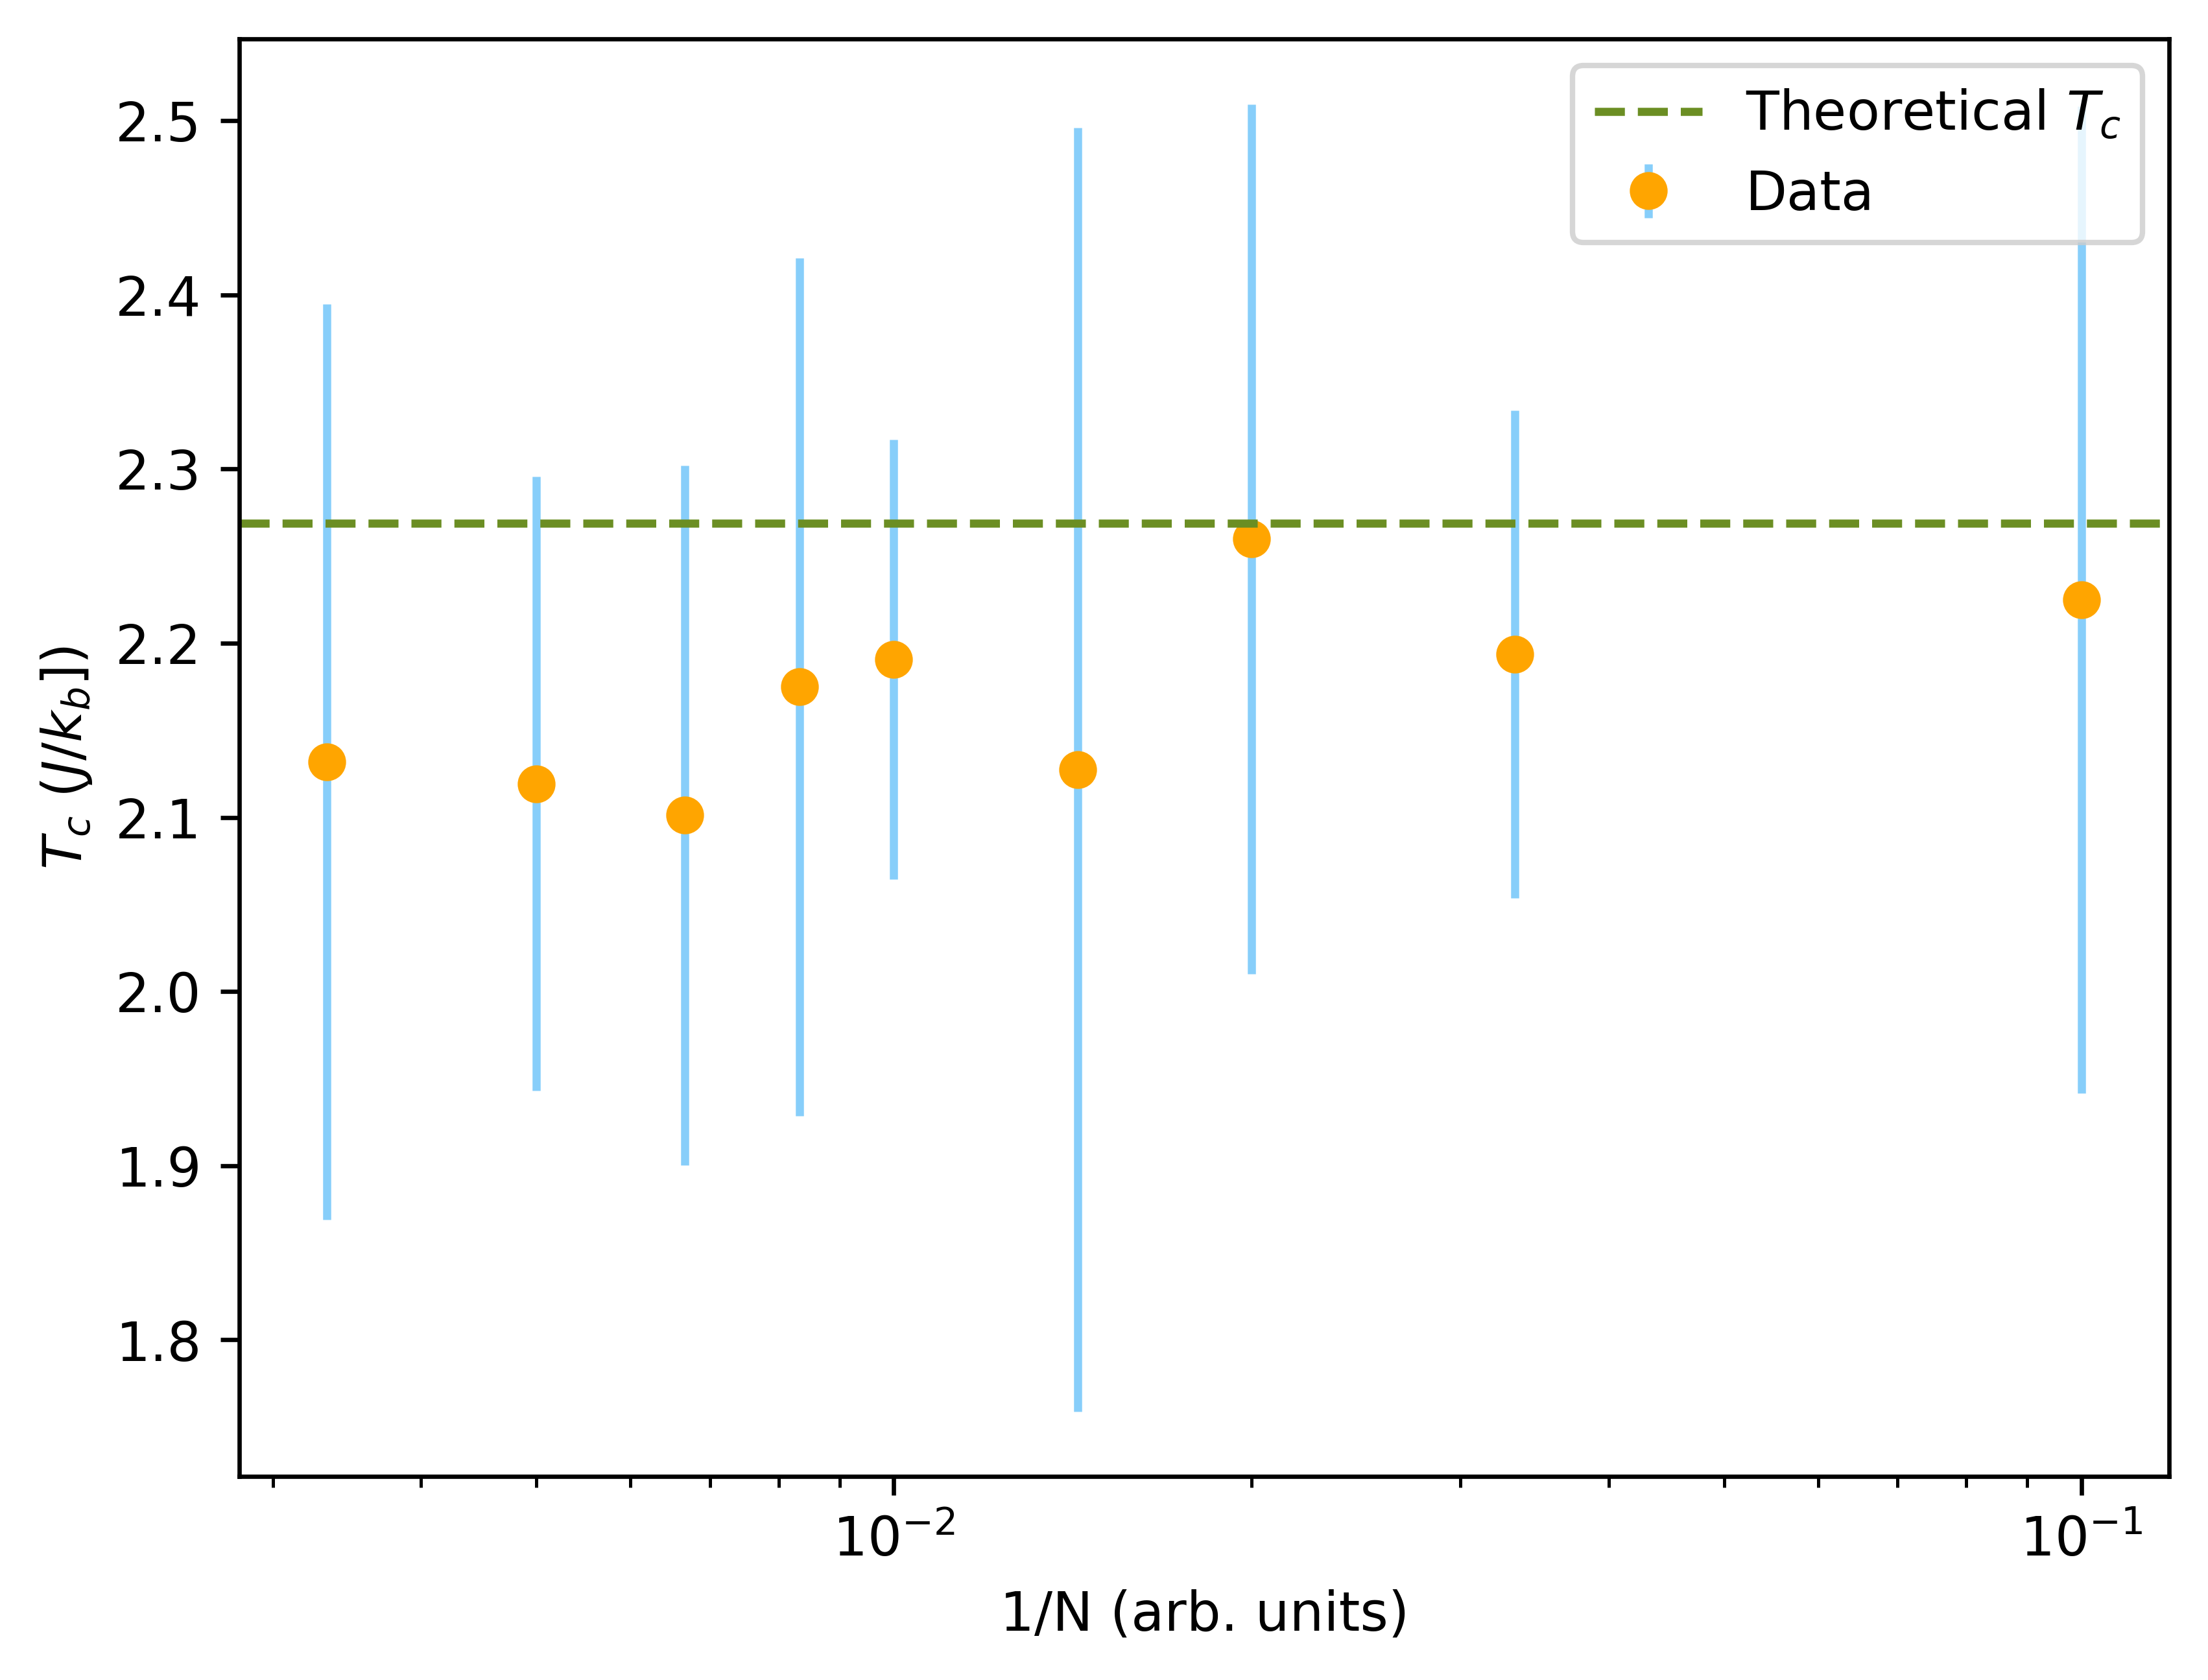 Theoretical T_c
Data
2.5
2.4
2.3
2.2
2.1
2.0
1.9
1.8
T_c (J/k_b])
10^{-2}
10^{-1}
1/N (arb. units)